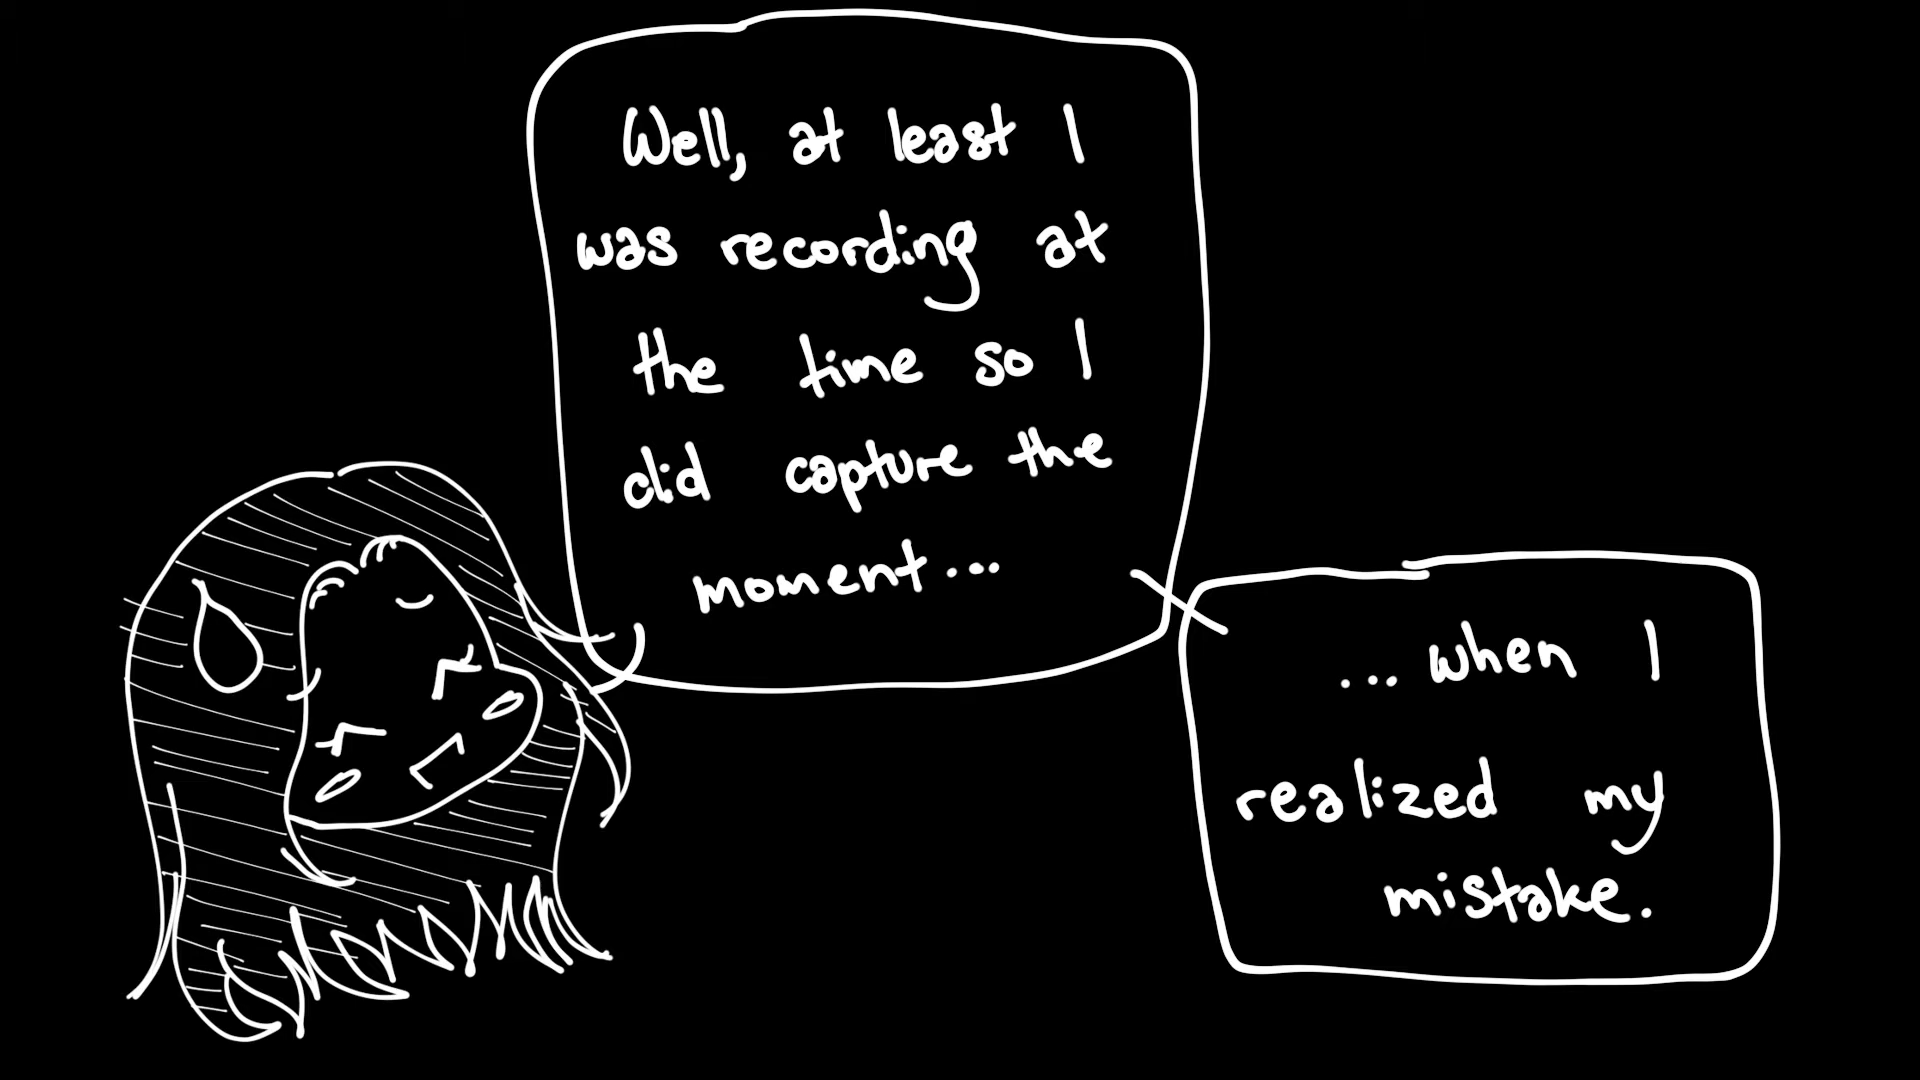 Well, at least I
was recording at
the time so I
did capture the
moment...
...when I
realized my
mistake.